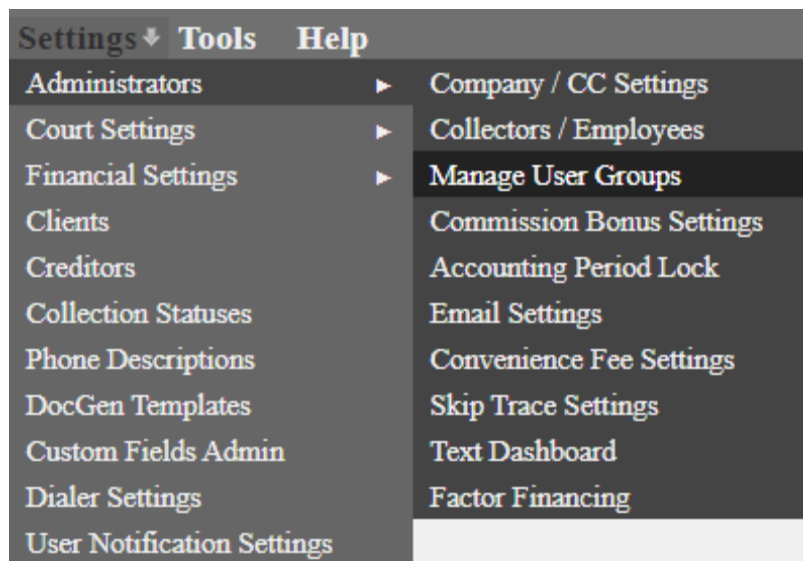 Settings Tools Help
Administrators
Court Settings
Financial Settings
Clients
Creditors
Collection Statuses
Phone Descriptions
DocGen Templates
Custom Fields Admin
Dialer Settings
User Notification Settings
Company / CC Settings
Collectors / Employees
Manage User Groups
Commission Bonus Settings
Accounting Period Lock
Email Settings
Convenience Fee Settings
Skip Trace Settings
Text Dashboard
Factor Financing